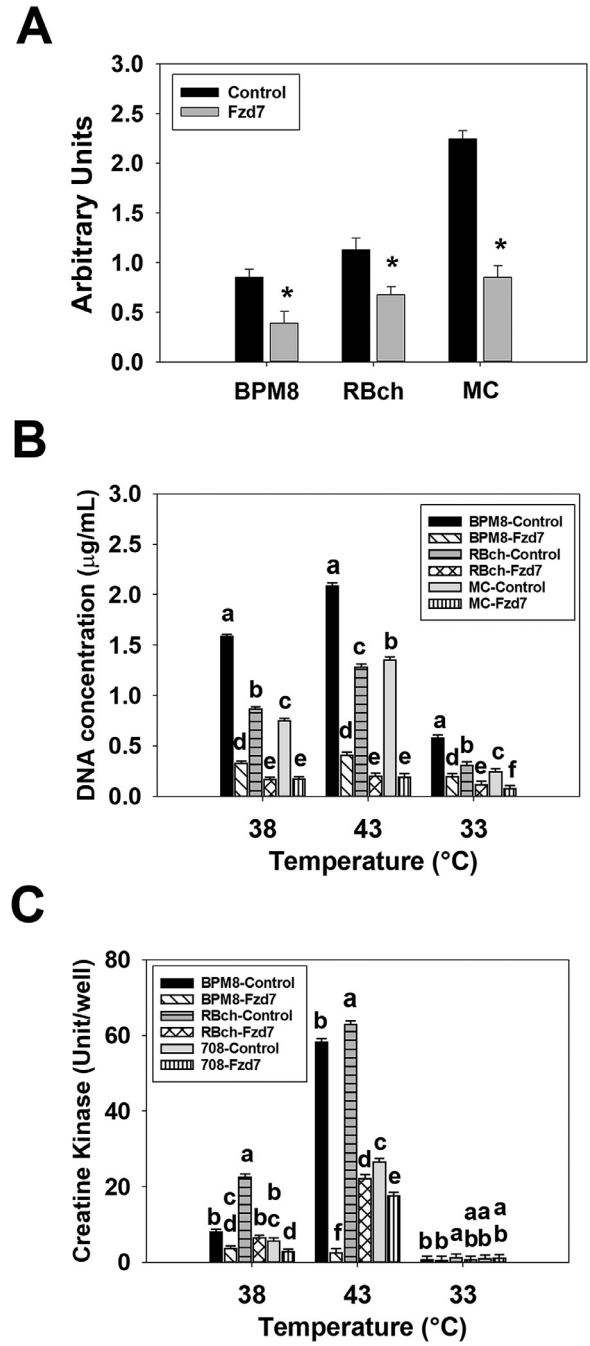 A
3.0
Control
Fzd7
2.5
2.0
1.5
1.0
0.5
0.0
Arbitrary Units
* * *
BPM8 RBch MC
B
3.0
2.5
2.0
1.5
1.0
0.5
0.0
DNA concentration (µg/mL)
BPM8-Control
BPM8-Fzd7
RBch-Control
RBch-Fzd7
MC-Control
MC-Fzd7
a d b e c e
a d c e b e
a d b e c f
38 43 33
Temperature (°C)
C
80
60
40
20
0
Creatine Kinase (Unit/well)
BPM8-Control
BPM8-Fzd7
RBch-Control
RBch-Fzd7
708-Control
708-Fzd7
b c d a bc b c d
b f a d c e
b b a a b a b a b
38 43 33
Temperature (°C)